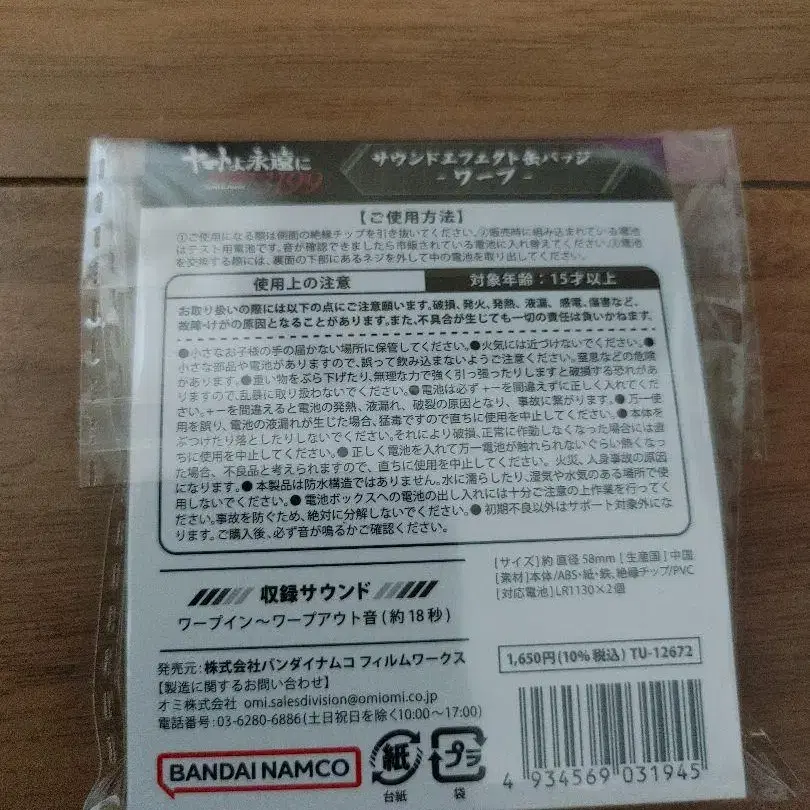 ヤマトよ永遠に
サウンドエフェクト缶バッジ
- ワープ -
【ご使用方法】
①ご使用になる際は側面の絶縁チップを引き抜いてください。②販売時に組み込まれている電池
はテスト用電池です。音が確認できましたら市販されている電池に入れ替えてください。③電池
を交換する際には、裏面の下部にあるネジを外して中の電池を取り出してください。
使用上の注意
対象年齢：15才以上
お取り扱いの際には以下の点にご注意願います。破損、発火、発熱、液漏、感電、傷害など、
故障・けがの原因となることがあります。また、不具合が生じても一切の責任は負いかねます。
●小さなお子様の手の届かない場所に保管してください。●火気には近づけないでください。●
小さな部品や電池がありますので、誤って飲み込まないようご注意ください。窒息などの危険
があります。●重い物をぶら下げたり、無理な力で強く引っ張ったりしますと破損する恐れがあ
りますので、乱暴に取り扱わないでください。●電池は必ず＋－を間違えずに正しく入れてくだ
さい。＋－を間違えると電池の発熱、液漏れ、破裂の原因となり、事故に繋がります。●万一使
用を誤り、電池の液漏れが生じた場合、猛毒ですので直ちに使用を中止してください。●本体を
ぶつけたり落としたりしないでください。それにより破損、正常に作動しなくなった場合には直
ちに使用を中止してください。●正しく電池を入れて万一電池が触れられないぐらい熱くなっ
た場合、不良品と考えられますので、直ちに使用を中止してください。火災、人身事故の原因
になります。●本製品は防水構造ではありません。水に濡らしたり、湿気や水気のある場所で使
用しないでください。●電池ボックスへの電池の出し入れには十分ご注意の上作業を行ってく
ださい。事故を防ぐため、絶対に分解しないでください。●初期不良以外はサポート対象外にな
ります。ご購入後、必ず音が鳴るかご確認ください。
収録サウンド
ワープイン～ワープアウト音(約18秒)
[サイズ]約 直径58mm [生産国]中国
[素材]本体/ABS・紙・鉄、絶縁チップ/PVC
[対応電池]LR1130×2個
1,650円(10%税込) TU-12672
発売元：株式会社バンダイナムコ フィルムワークス
【製造に関するお問い合わせ】
オミ株式会社 omi.salesdivision@omiomi.co.jp
電話番号：03-6280-6886(土日祝日を除く10:00～17:00)
BANDAI NAMCO
紙
台紙
プラ
袋
4 934569 031945